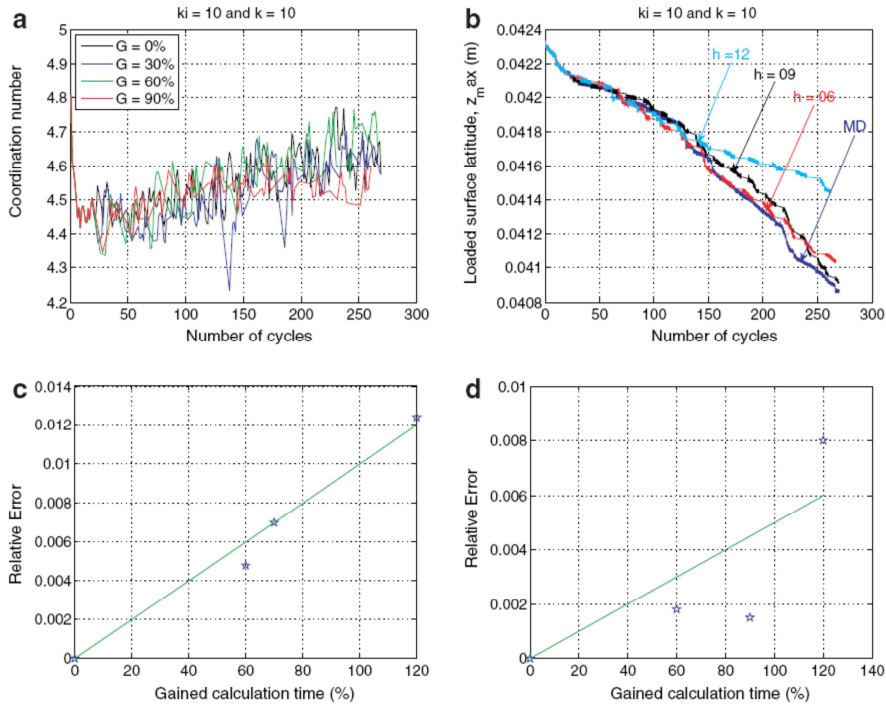 a
ki = 10 and k = 10
5
4.9
4.8
4.7
4.6
4.5
4.4
4.3
4.2
Coordination number
G = 0%
G = 30%
G = 60%
G = 90%
0 50 100 150 200 250 300
Number of cycles
b
ki = 10 and k = 10
0.0424
0.0422
0.042
0.0418
0.0416
0.0414
0.0412
0.041
0.0408
Loaded surface latitude, z_m ax (m)
h =12
h = 09
h = 06
MD
0 50 100 150 200 250 300
Number of cycles
c
0.014
0.012
0.01
0.008
0.006
0.004
0.002
0
Relative Error
0 20 40 60 80 100 120
Gained calculation time (%)
d
0.01
0.008
0.006
0.004
0.002
0
Relative Error
0 20 40 60 80 100 120 140
Gained calculation time (%)